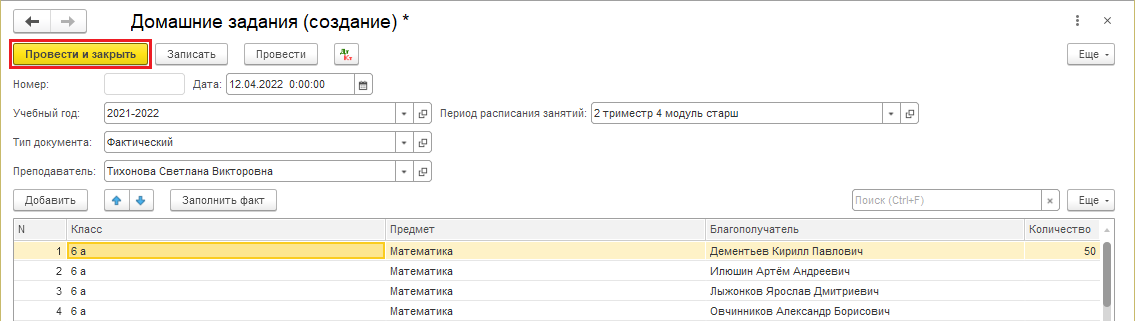 Домашние задания (создание) *
Провести и закрыть Записать Провести Дт Кт Еще
Номер: Дата: 12.04.2022 0:00:00
Учебный год: 2021-2022 Период расписания занятий: 2 триместр 4 модуль старш
Тип документа: Фактический
Преподаватель: Тихонова Светлана Викторовна
Добавить Заполнить факт Поиск (Ctrl+F) × Еще
N Класс Предмет Благополучатель Количество
1 6 а Математика Дементьев Кирилл Павлович 50
2 6 а Математика Илюшин Артём Андреевич
3 6 а Математика Лыжонков Ярослав Дмитриевич
4 6 а Математика Овчинников Александр Борисович